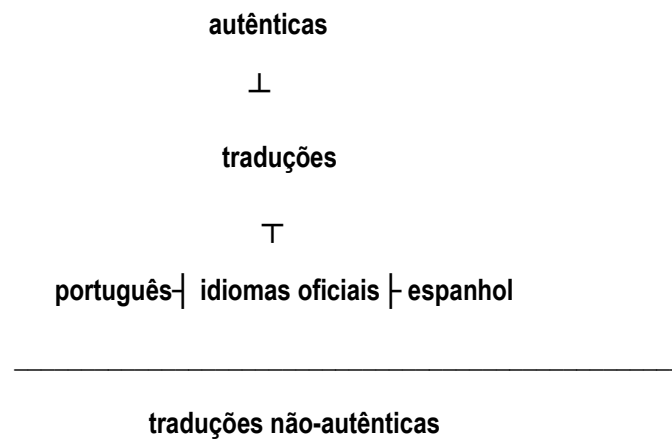 autênticas
┴
traduções
┬
português┤ idiomas oficiais ├ espanhol
traduções não-autênticas